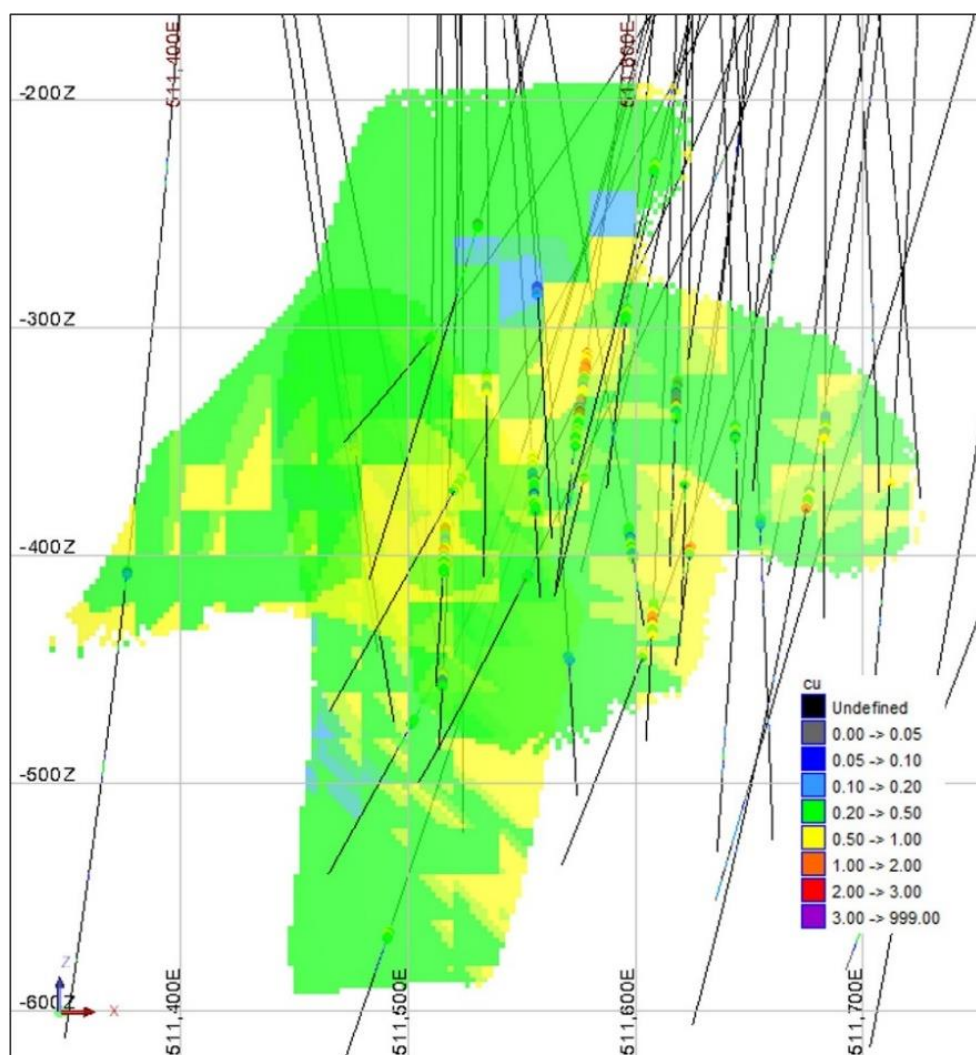 511,400E
511,600E
-200Z
-300Z
-400Z
-500Z
cu
Undefined
0.00 -> 0.05
0.05 -> 0.10
0.10 -> 0.20
0.20 -> 0.50
0.50 -> 1.00
1.00 -> 2.00
2.00 -> 3.00
3.00 -> 999.00
Z
X
-600Z
511,400E
511,500E
511,600E
511,700E